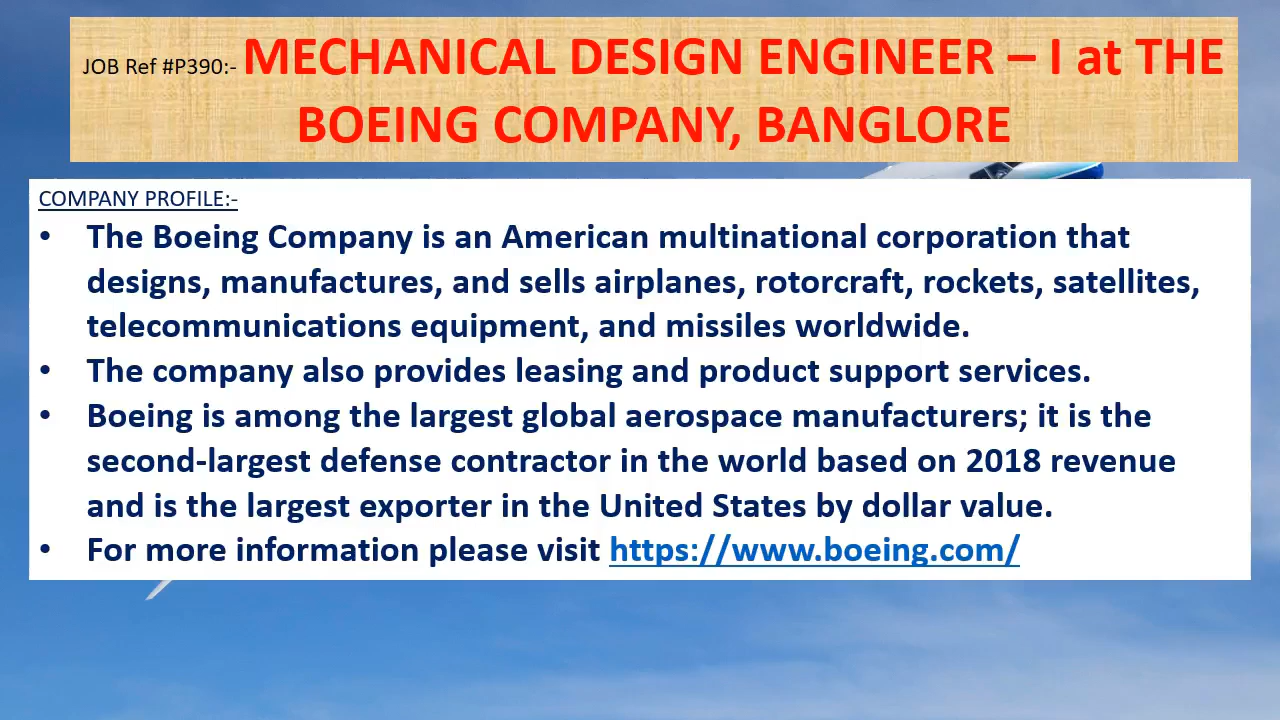 JOB Ref #P390:- MECHANICAL DESIGN ENGINEER – I at THE
BOEING COMPANY, BANGLORE
COMPANY PROFILE:-
• The Boeing Company is an American multinational corporation that
designs, manufactures, and sells airplanes, rotorcraft, rockets, satellites,
telecommunications equipment, and missiles worldwide.
• The company also provides leasing and product support services.
• Boeing is among the largest global aerospace manufacturers; it is the
second-largest defense contractor in the world based on 2018 revenue
and is the largest exporter in the United States by dollar value.
• For more information please visit https://www.boeing.com/